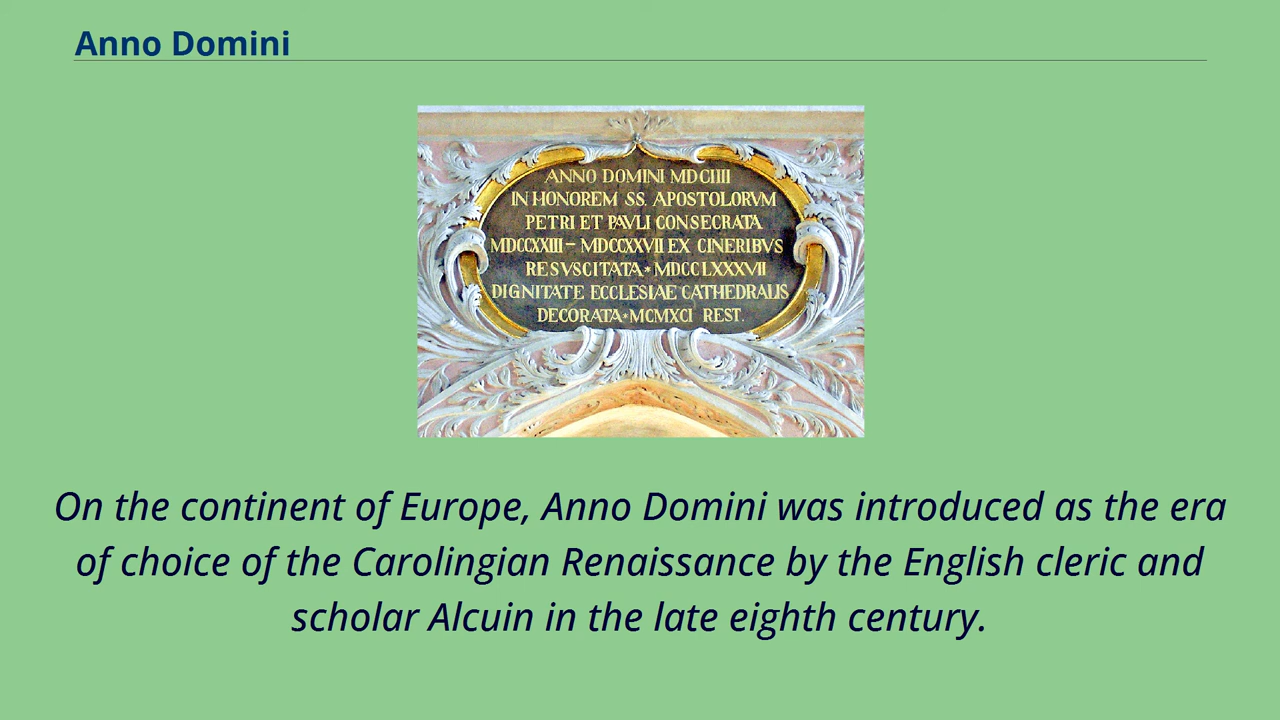 Anno Domini
ANNO DOMINI MDCIIII
IN HONOREM SS. APOSTOLORVM
PETRI ET PAVLI CONSECRATA
MDCCXXIII – MDCCXXVII EX CINERIBVS
RESVSCITATA * MDCCLXXXVII
DIGNITATE ECCLESIAE CATHEDRALIS
DECORATA * MCMXCI REST.
On the continent of Europe, Anno Domini was introduced as the era
of choice of the Carolingian Renaissance by the English cleric and
scholar Alcuin in the late eighth century.